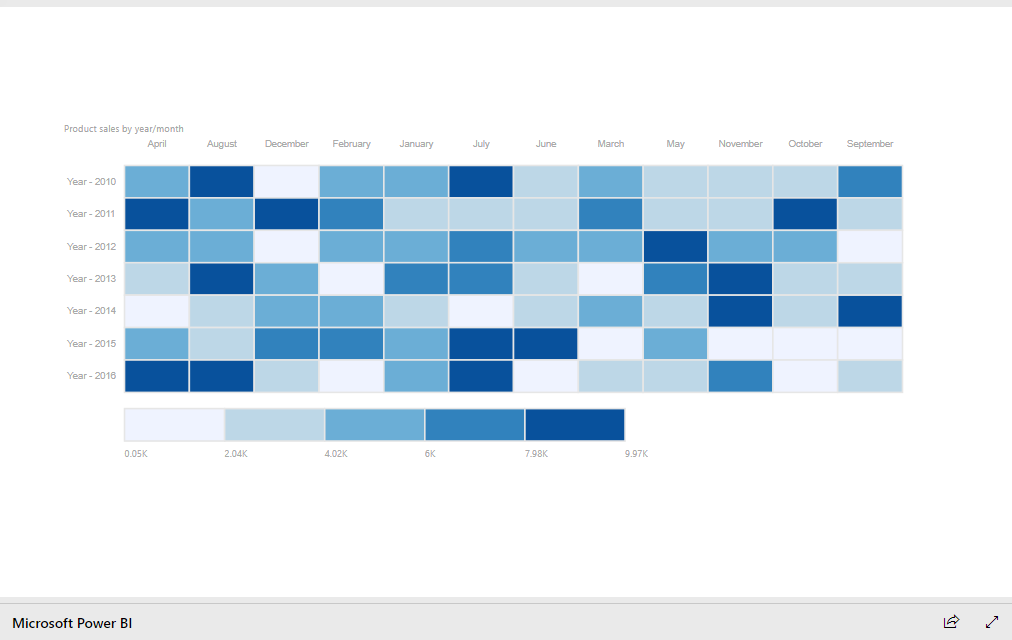 Product sales by year/month
April August December February January July June March May November October September
Year - 2010
Year - 2011
Year - 2012
Year - 2013
Year - 2014
Year - 2015
Year - 2016
0.05K 2.04K 4.02K 6K 7.98K 9.97K
Microsoft Power BI